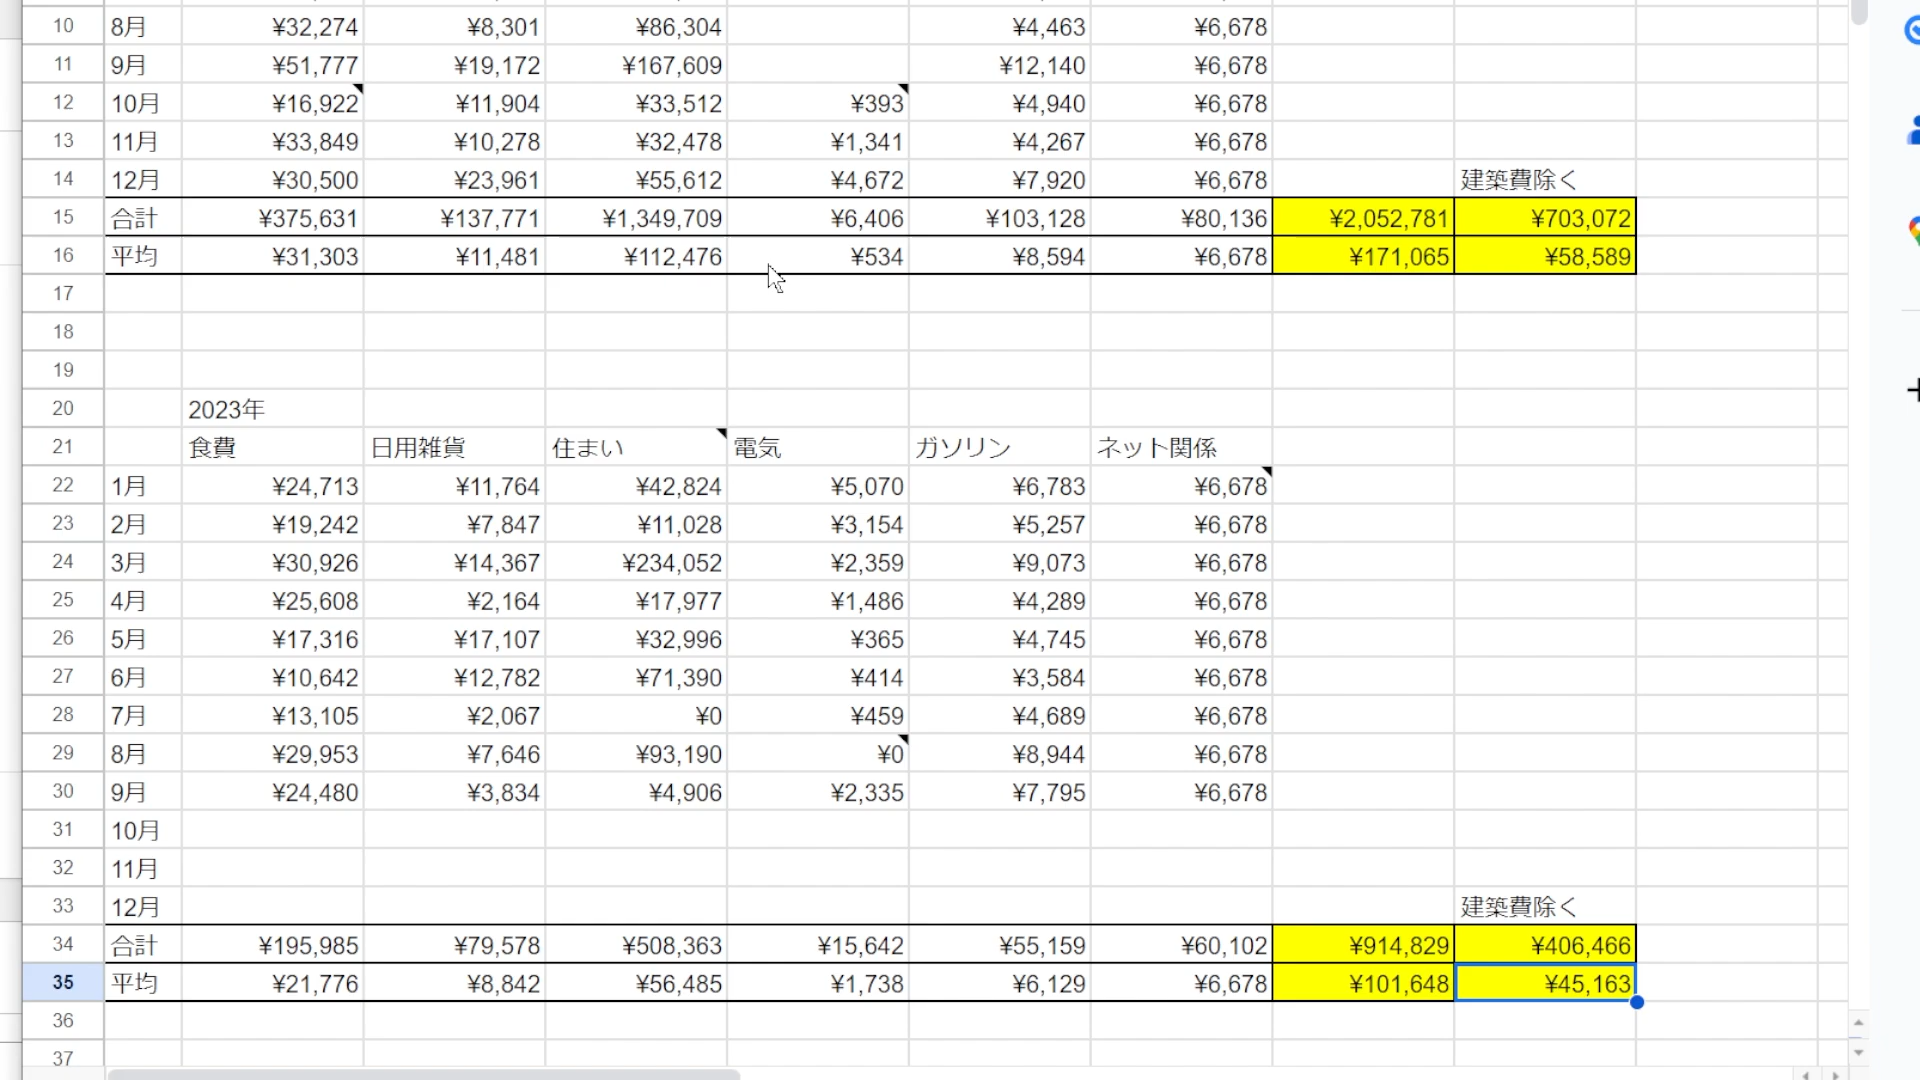 10 8月 ¥32,274 ¥8,301 ¥86,304 ¥4,463 ¥6,678
11 9月 ¥51,777 ¥19,172 ¥167,609 ¥12,140 ¥6,678
12 10月 ¥16,922 ¥11,904 ¥33,512 ¥393 ¥4,940 ¥6,678
13 11月 ¥33,849 ¥10,278 ¥32,478 ¥1,341 ¥4,267 ¥6,678
14 12月 ¥30,500 ¥23,961 ¥55,612 ¥4,672 ¥7,920 ¥6,678 建築費除く
15 合計 ¥375,631 ¥137,771 ¥1,349,709 ¥6,406 ¥103,128 ¥80,136 ¥2,052,781 ¥703,072
16 平均 ¥31,303 ¥11,481 ¥112,476 ¥534 ¥8,594 ¥6,678 ¥171,065 ¥58,589
17
18
19
20 2023年
21 食費 日用雑貨 住まい 電気 ガソリン ネット関係
22 1月 ¥24,713 ¥11,764 ¥42,824 ¥5,070 ¥6,783 ¥6,678
23 2月 ¥19,242 ¥7,847 ¥11,028 ¥3,154 ¥5,257 ¥6,678
24 3月 ¥30,926 ¥14,367 ¥234,052 ¥2,359 ¥9,073 ¥6,678
25 4月 ¥25,608 ¥2,164 ¥17,977 ¥1,486 ¥4,289 ¥6,678
26 5月 ¥17,316 ¥17,107 ¥32,996 ¥365 ¥4,745 ¥6,678
27 6月 ¥10,642 ¥12,782 ¥71,390 ¥414 ¥3,584 ¥6,678
28 7月 ¥13,105 ¥2,067 ¥0 ¥459 ¥4,689 ¥6,678
29 8月 ¥29,953 ¥7,646 ¥93,190 ¥0 ¥8,944 ¥6,678
30 9月 ¥24,480 ¥3,834 ¥4,906 ¥2,335 ¥7,795 ¥6,678
31 10月
32 11月
33 12月 建築費除く
34 合計 ¥195,985 ¥79,578 ¥508,363 ¥15,642 ¥55,159 ¥60,102 ¥914,829 ¥406,466
35 平均 ¥21,776 ¥8,842 ¥56,485 ¥1,738 ¥6,129 ¥6,678 ¥101,648 ¥45,163
36
37